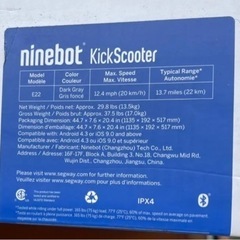 ninebot KickScooter
Model Color Max. Speed Typical Range*
Modèle Couleur Max. Vitesse Autonomie*
E22 Dark Gray 12.4 mph (20 km/h) 13.7 miles (22 km)
Gris foncé
Net Weight / Poids net: Approx. 29.8 lbs (13.5kg)
Gross Weight / Poids brut: Approx. 37.5 lbs (17.0kg)
Packaging Dimension: 44.7 × 7.6 × 20.4 in (1135 × 192 × 517 mm)
Dimension d'emballage: 44.7 × 7.6 × 20.4 in (1135 × 192 × 517 mm)
Compatible with Android 4.3 or iOS 9.0 and above
Compatible avec Android 4.3 ou iOS 9.0 et supérieur
Manufacturer / Fabricant: Ninebot (Changzhou) Tech Co., Ltd.
Address / Adresse: 16F-17F, Block A, Building 3, No.18, Changwu Mid Rd,
Wujin Dist., Changzhou, Jiangsu, China.
Please visit www.segway.com for more information.
Veuillez visiter www.segway.com
IPX4